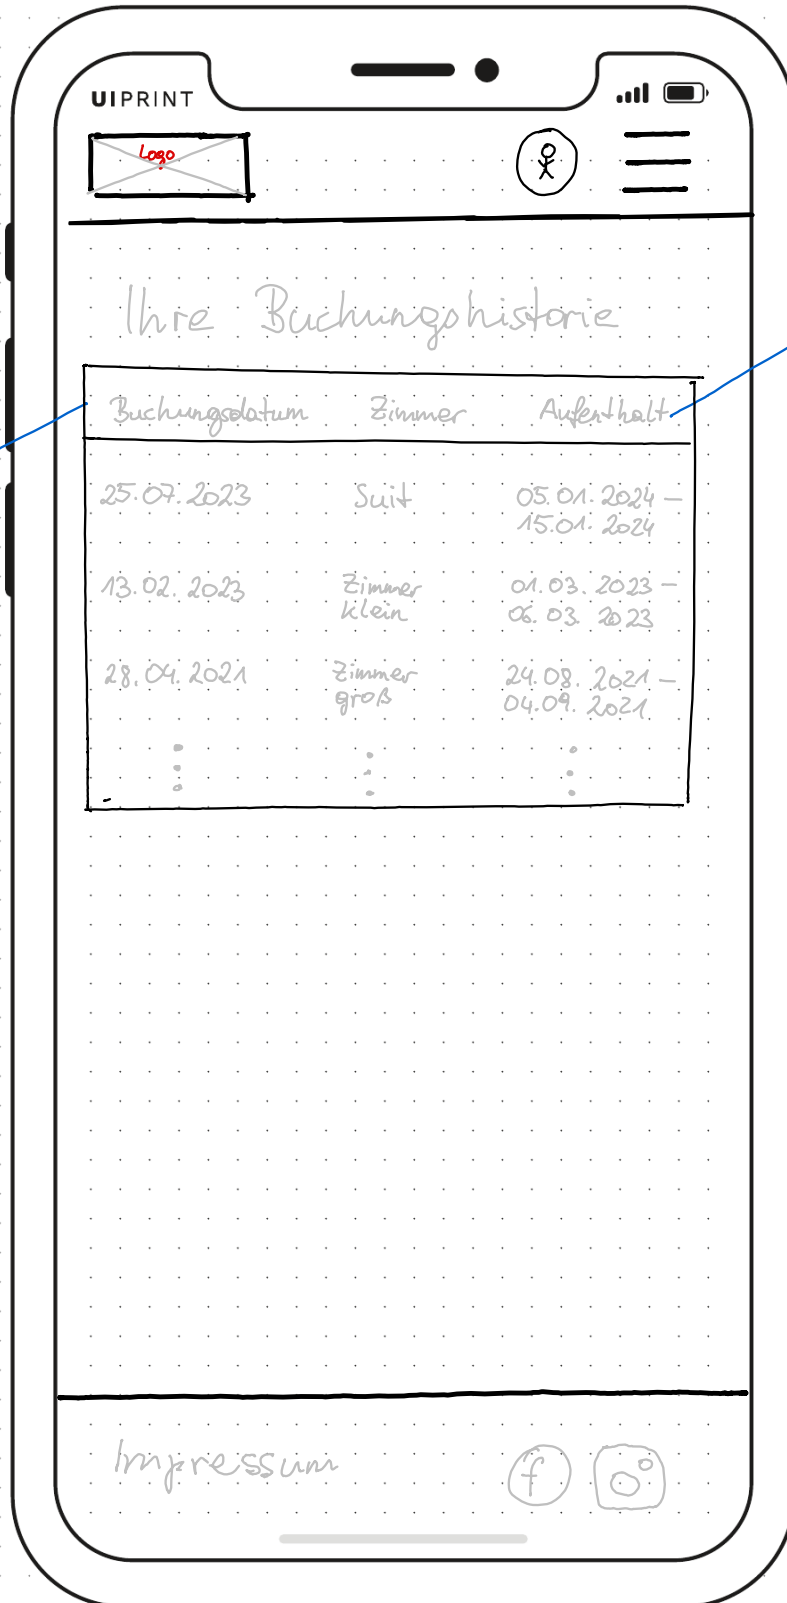 UIPRINT
Logo
Ihre Buchungshistorie
Buchungsdatum Zimmer Aufenthalt
25.07.2023 Suit 05.01.2024 –
15.01.2024
13.02.2023 Zimmer 01.03.2023 –
klein 06.03.2023
28.04.2021 Zimmer 24.08.2021 –
groß 04.09.2021
Impressum f